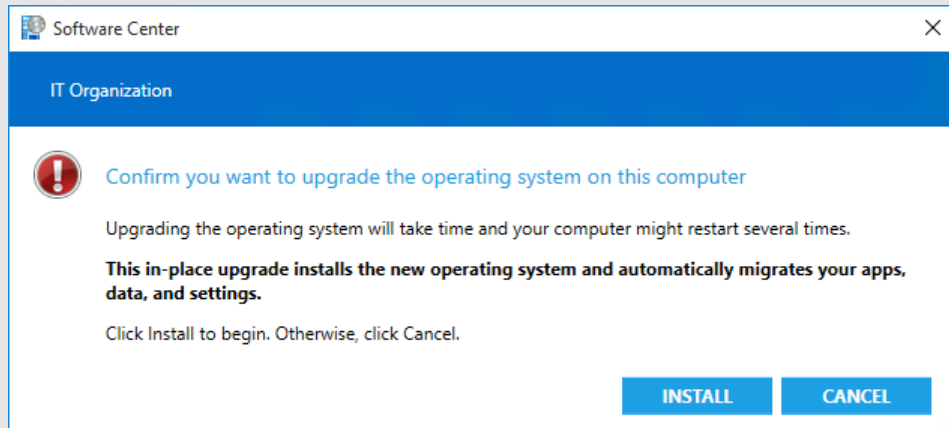 Software Center
IT Organization
Confirm you want to upgrade the operating system on this computer
Upgrading the operating system will take time and your computer might restart several times.
This in-place upgrade installs the new operating system and automatically migrates your apps,
data, and settings.
Click Install to begin. Otherwise, click Cancel.
INSTALL CANCEL